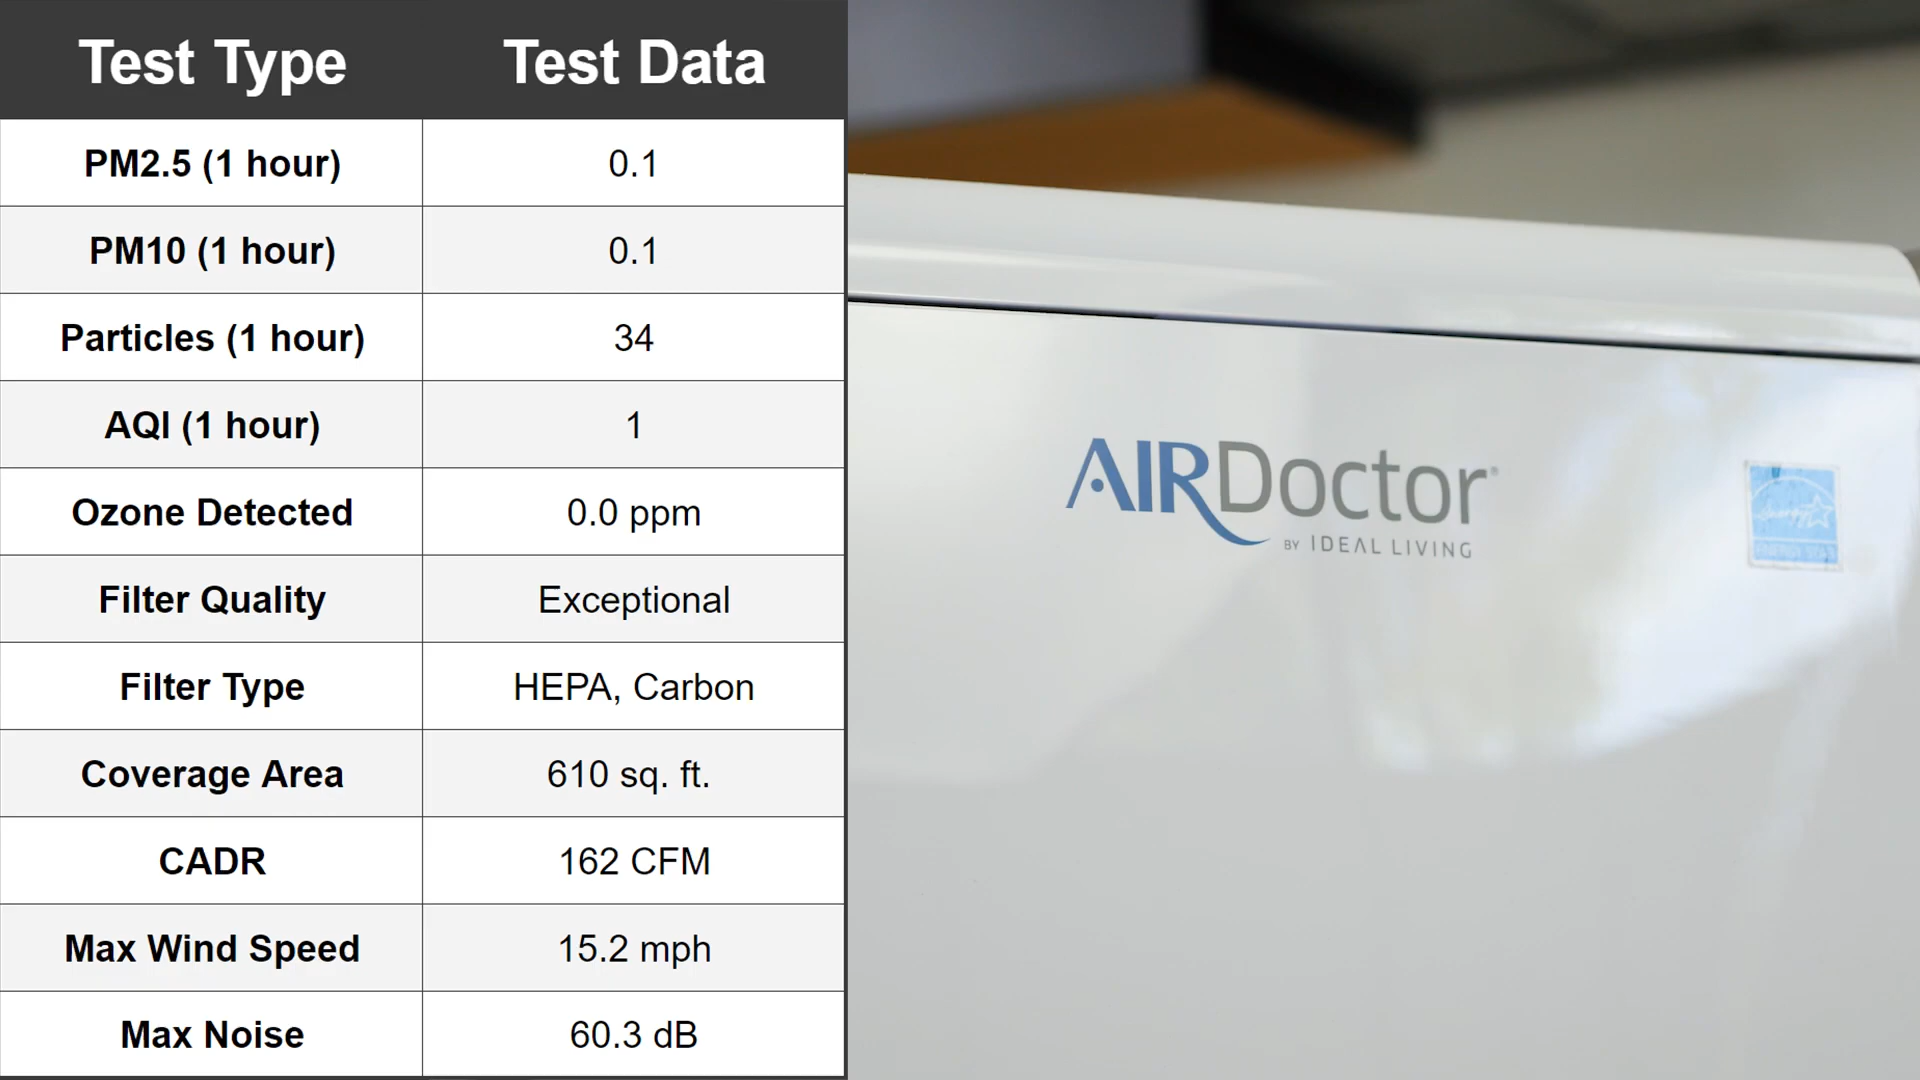 Test Type Test Data
PM2.5 (1 hour) 0.1
PM10 (1 hour) 0.1
Particles (1 hour) 34
AQI (1 hour) 1
Ozone Detected 0.0 ppm
Filter Quality Exceptional
Filter Type HEPA, Carbon
Coverage Area 610 sq. ft.
CADR 162 CFM
Max Wind Speed 15.2 mph
Max Noise 60.3 dB
AIRDoctor®
BY IDEAL LIVING
energy
ENERGY STAR